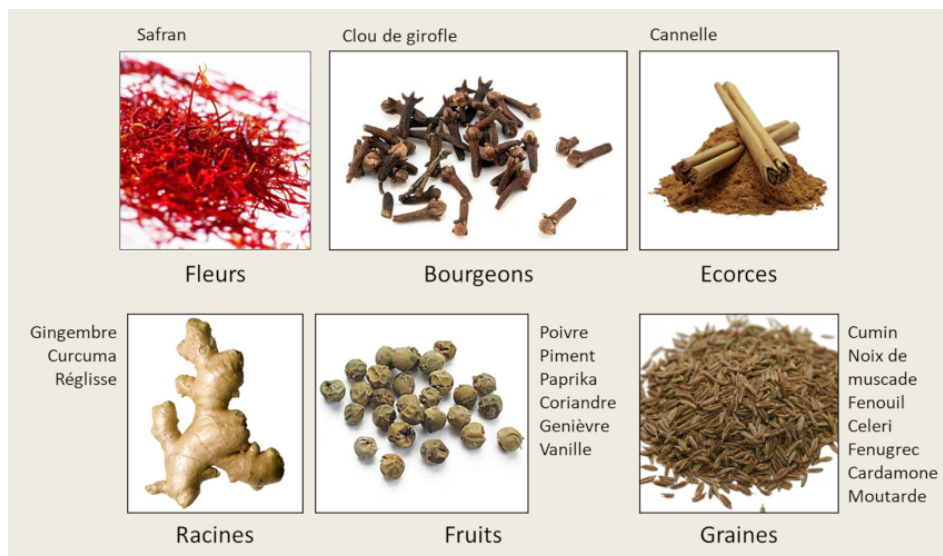 Safran
Clou de girofle
Cannelle
Fleurs
Bourgeons
Ecorces
Gingembre
Curcuma
Réglisse
Poivre
Piment
Paprika
Coriandre
Genièvre
Vanille
Cumin
Noix de
muscade
Fenouil
Celeri
Fenugrec
Cardamone
Moutarde
Racines
Fruits
Graines